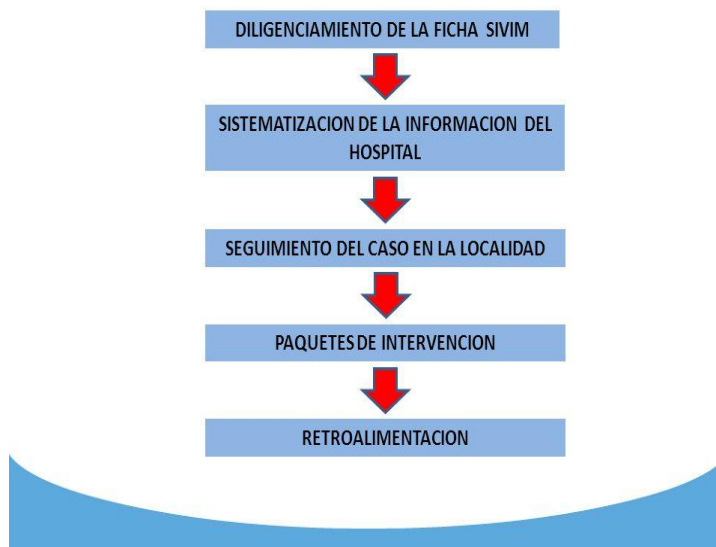 DILIGENCIAMIENTO DE LA FICHA SIVIM
SISTEMATIZACION DE LA INFORMACION DEL
HOSPITAL
SEGUIMIENTO DEL CASO EN LA LOCALIDAD
PAQUETES DE INTERVENCION
RETROALIMENTACION